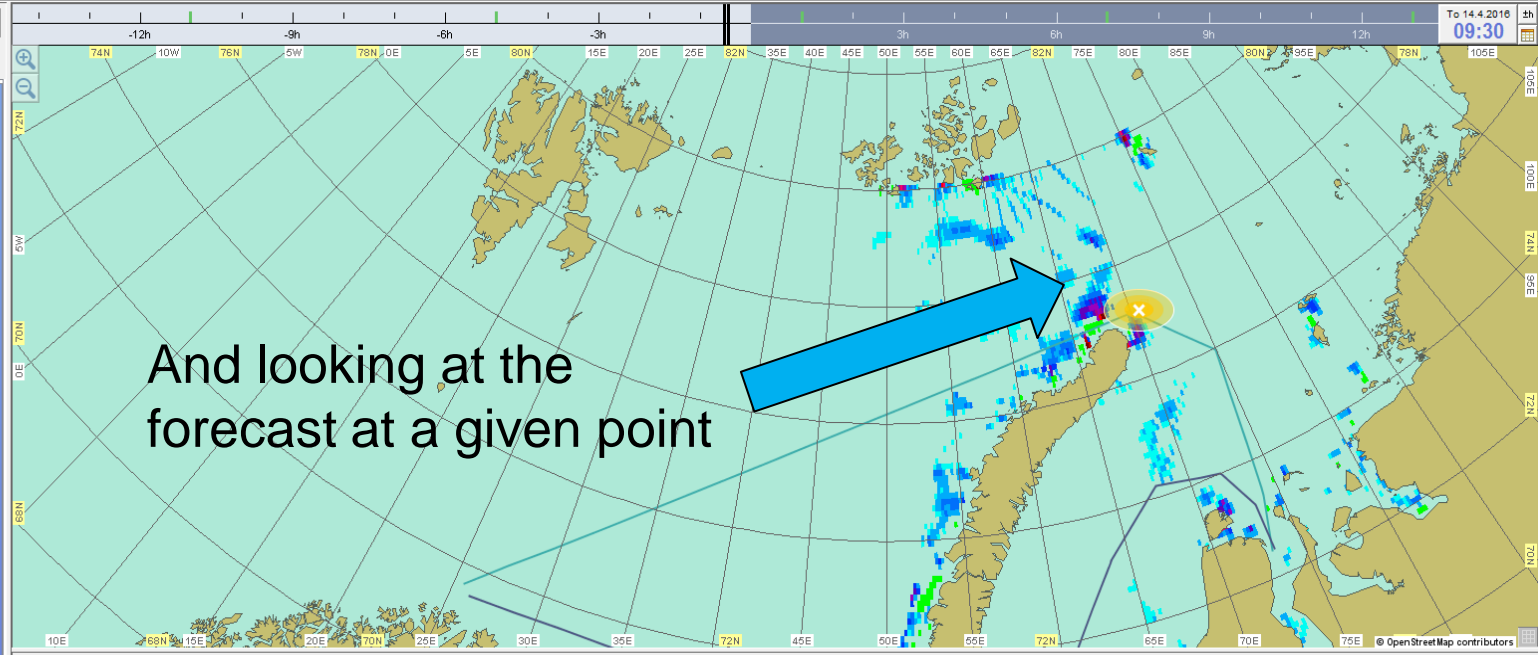 To 14.4.2016 ±h
-12h -9h -6h -3h 3h 6h 9h 12h 09:30
74N 10W 76N 5W 78N 0E 5E 80N 15E 20E 25E 82N 35E 40E 45E 50E 55E 60E 65E 82N 75E 80E 85E 80N 95E 78N 105E
105E
72N
100E
5W
74N
95E
70N
And looking at the
0E
forecast at a given point
72N
68N
70N
10E 68N 15E 20E 70N 25E 30E 35E 72N 45E 50E 55E 72N 65E 70E 75E © OpenStreetMap contributors